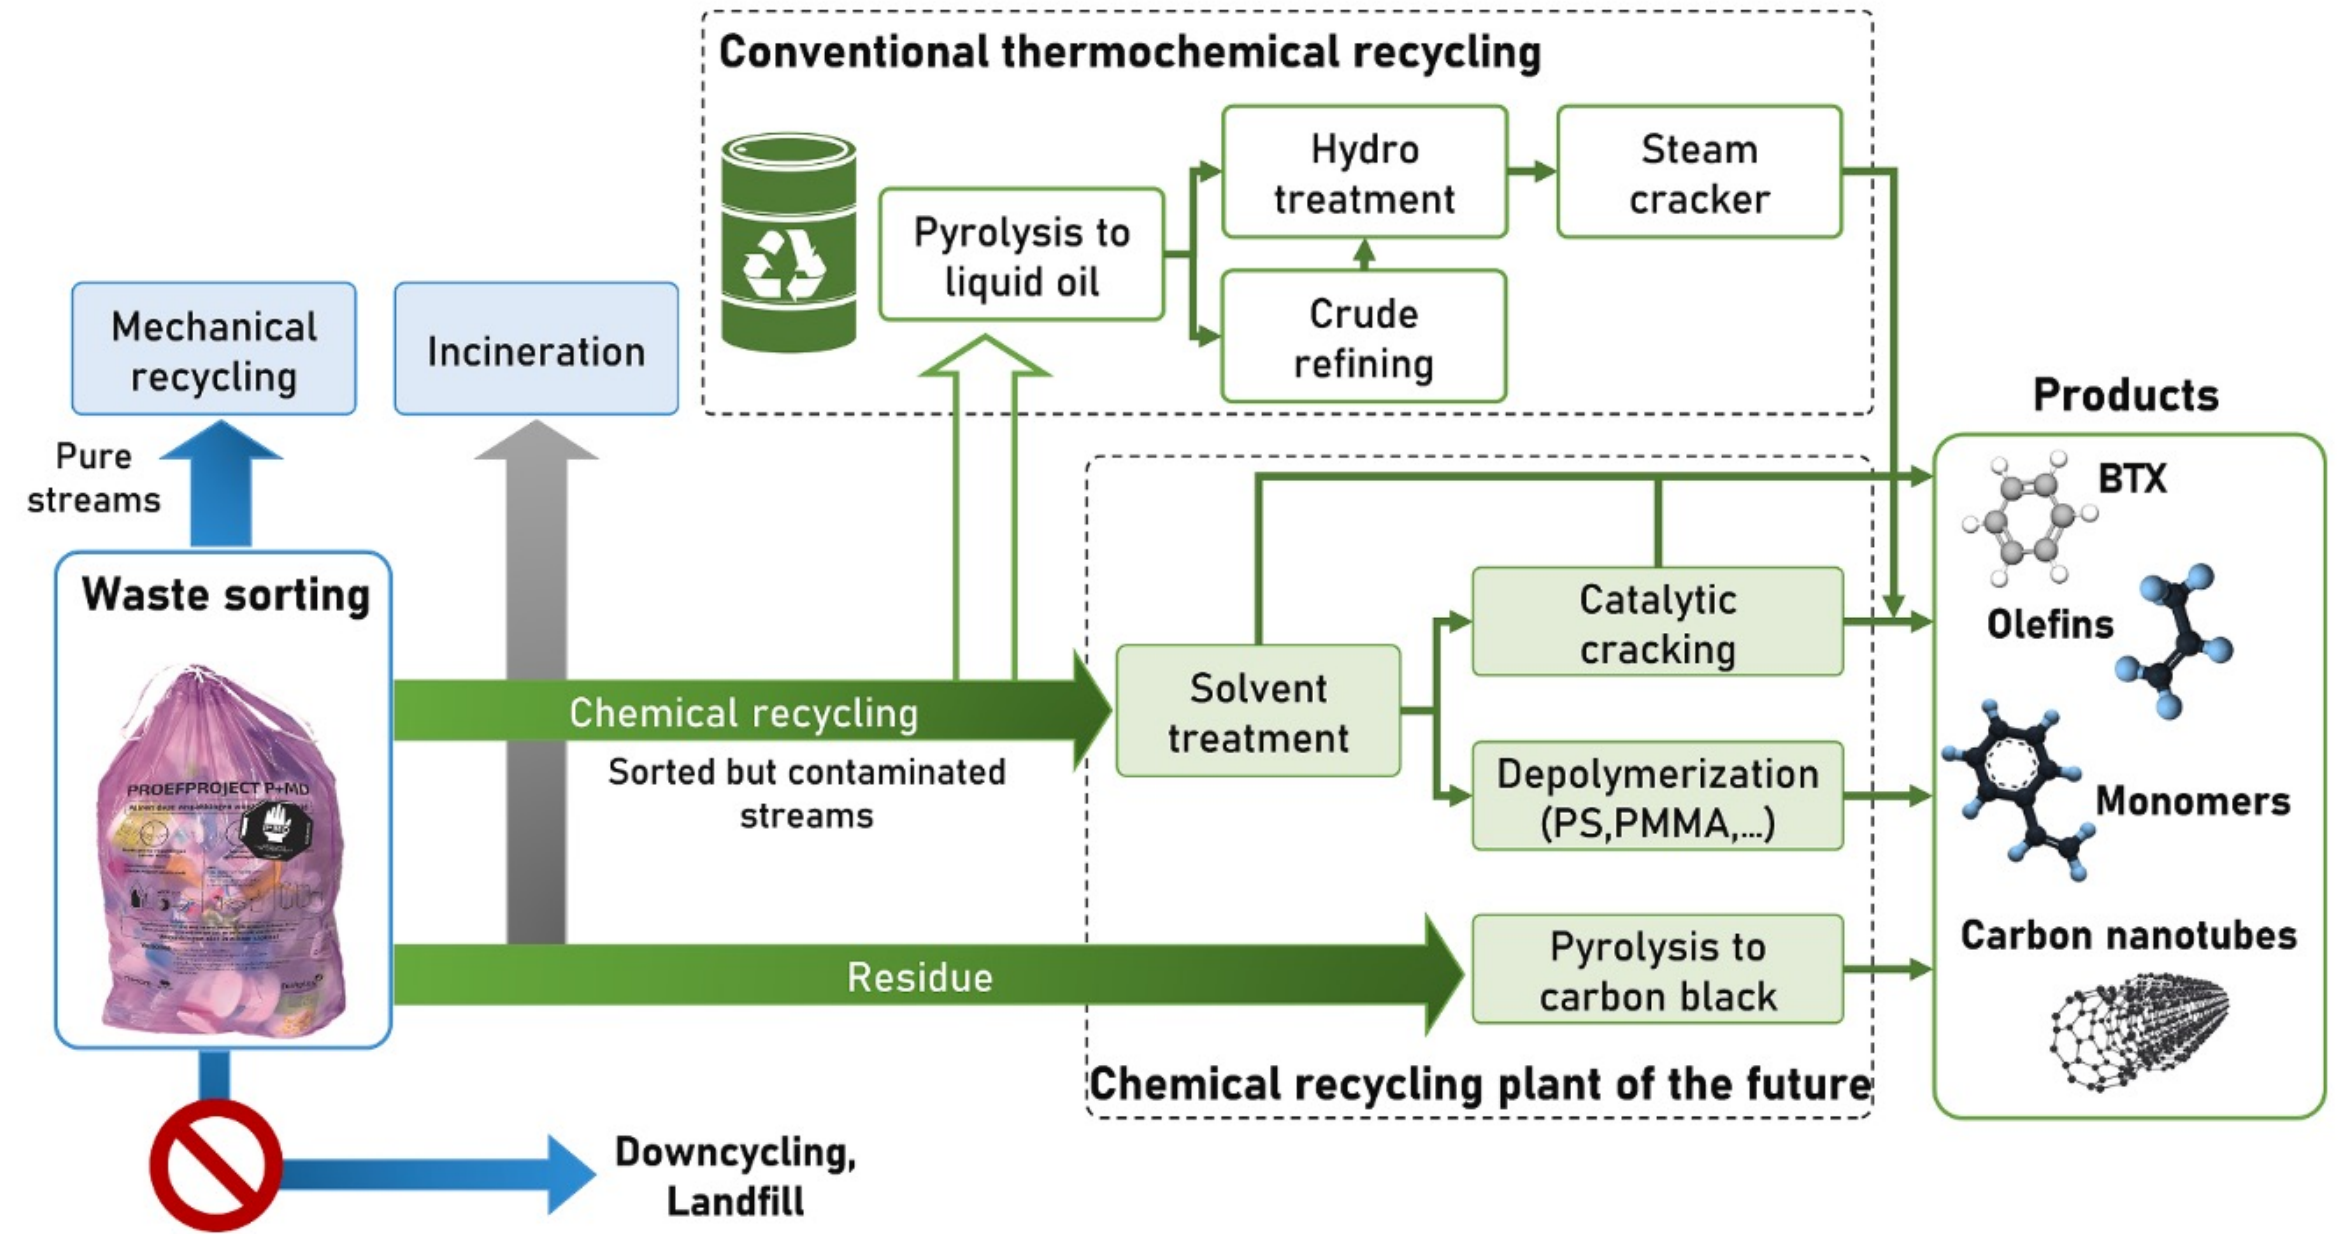 Conventional thermochemical recycling
Hydro
treatment
Steam
cracker
Pyrolysis to
liquid oil
Crude
refining
Mechanical
recycling
Incineration
Pure
streams
Products
BTX
Olefins
Monomers
Carbon nanotubes
Waste sorting
PROEFPROJECT P+MD
Chemical recycling
Sorted but contaminated
streams
Solvent
treatment
Catalytic
cracking
Depolymerization
(PS,PMMA,...)
Residue
Pyrolysis to
carbon black
Chemical recycling plant of the future
Downcycling,
Landfill